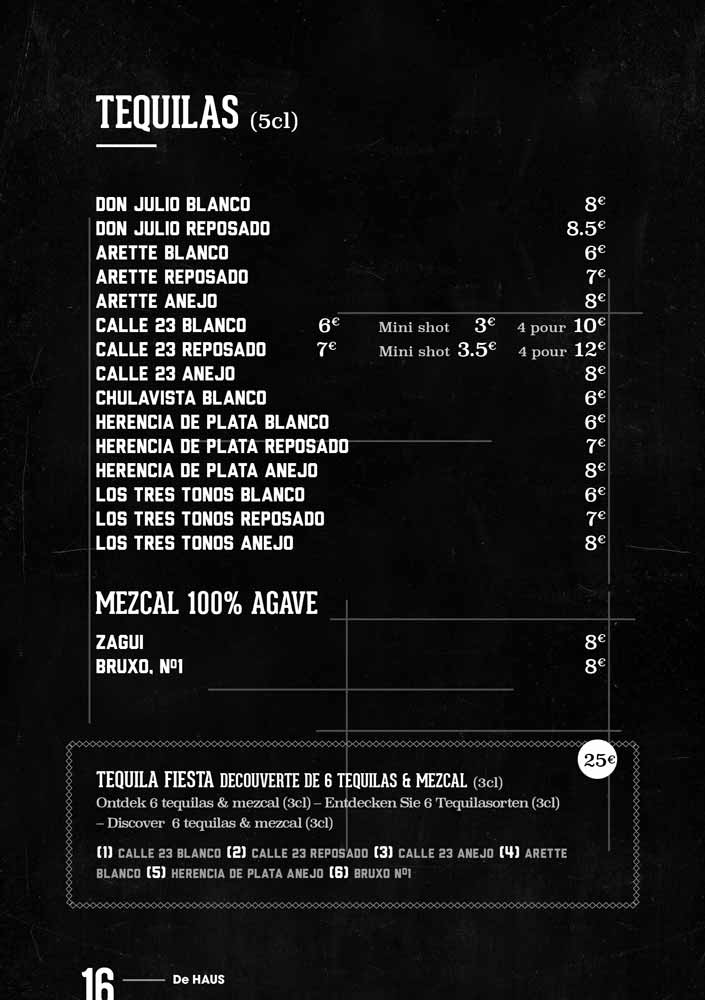 TEQUILAS (5cl)
DON JULIO BLANCO 8€
DON JULIO REPOSADO 8.5€
ARETTE BLANCO 6€
ARETTE REPOSADO 7€
ARETTE ANEJO 8€
CALLE 23 BLANCO 6€ Mini shot 3€ 4 pour 10€
CALLE 23 REPOSADO 7€ Mini shot 3.5€ 4 pour 12€
CALLE 23 ANEJO 8€
CHULAVISTA BLANCO 6€
HERENCIA DE PLATA BLANCO 6€
HERENCIA DE PLATA REPOSADO 7€
HERENCIA DE PLATA ANEJO 8€
LOS TRES TONOS BLANCO 6€
LOS TRES TONOS REPOSADO 7€
LOS TRES TONOS ANEJO 8€
MEZCAL 100% AGAVE
ZAGUI 8€
BRUXO, Nº1 8€
25€
TEQUILA FIESTA DECOUVERTE DE 6 TEQUILAS & MEZCAL (3cl)
Ontdek 6 tequilas & mezcal (3cl) – Entdecken Sie 6 Tequilasorten (3cl)
– Discover 6 tequilas & mezcal (3cl)
(1) CALLE 23 BLANCO (2) CALLE 23 REPOSADO (3) CALLE 23 ANEJO (4) ARETTE
BLANCO (5) HERENCIA DE PLATA ANEJO (6) BRUXO Nº1
16 De HAUS